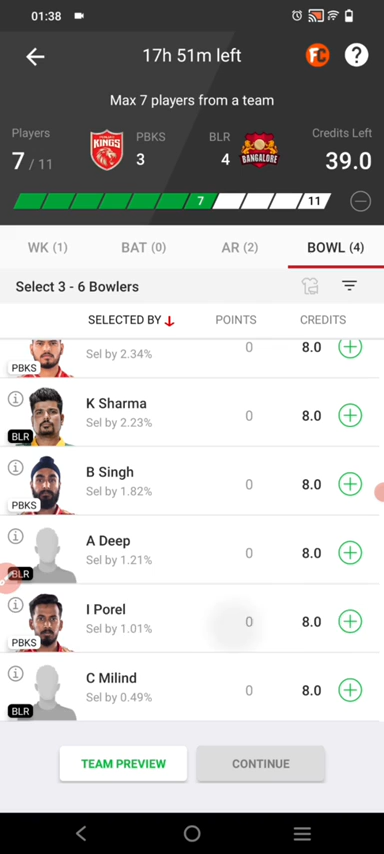 01:38
17h 51m left
FC
?
Max 7 players from a team
Players
7 / 11
KINGS
PBKS
3
BLR
4
BANGALORE
Credits Left
39.0
7
11
WK (1)
BAT (0)
AR (2)
BOWL (4)
Select 3 - 6 Bowlers
SELECTED BY
POINTS
CREDITS
Sel by 2.34%
0
8.0
PBKS
i
K Sharma
Sel by 2.23%
0
8.0
BLR
i
B Singh
Sel by 1.82%
0
8.0
PBKS
i
A Deep
Sel by 1.21%
0
8.0
BLR
i
I Porel
Sel by 1.01%
0
8.0
PBKS
i
C Milind
Sel by 0.49%
0
8.0
BLR
TEAM PREVIEW
CONTINUE